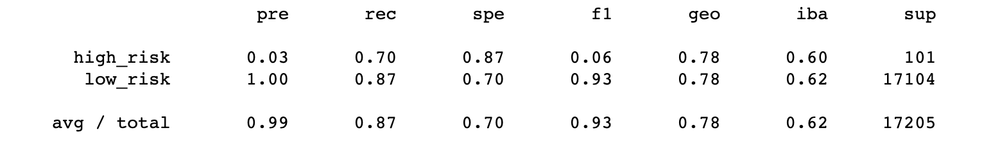 pre rec spe f1 geo iba sup
high_risk 0.03 0.70 0.87 0.06 0.78 0.60 101
low_risk 1.00 0.87 0.70 0.93 0.78 0.62 17104
avg / total 0.99 0.87 0.70 0.93 0.78 0.62 17205